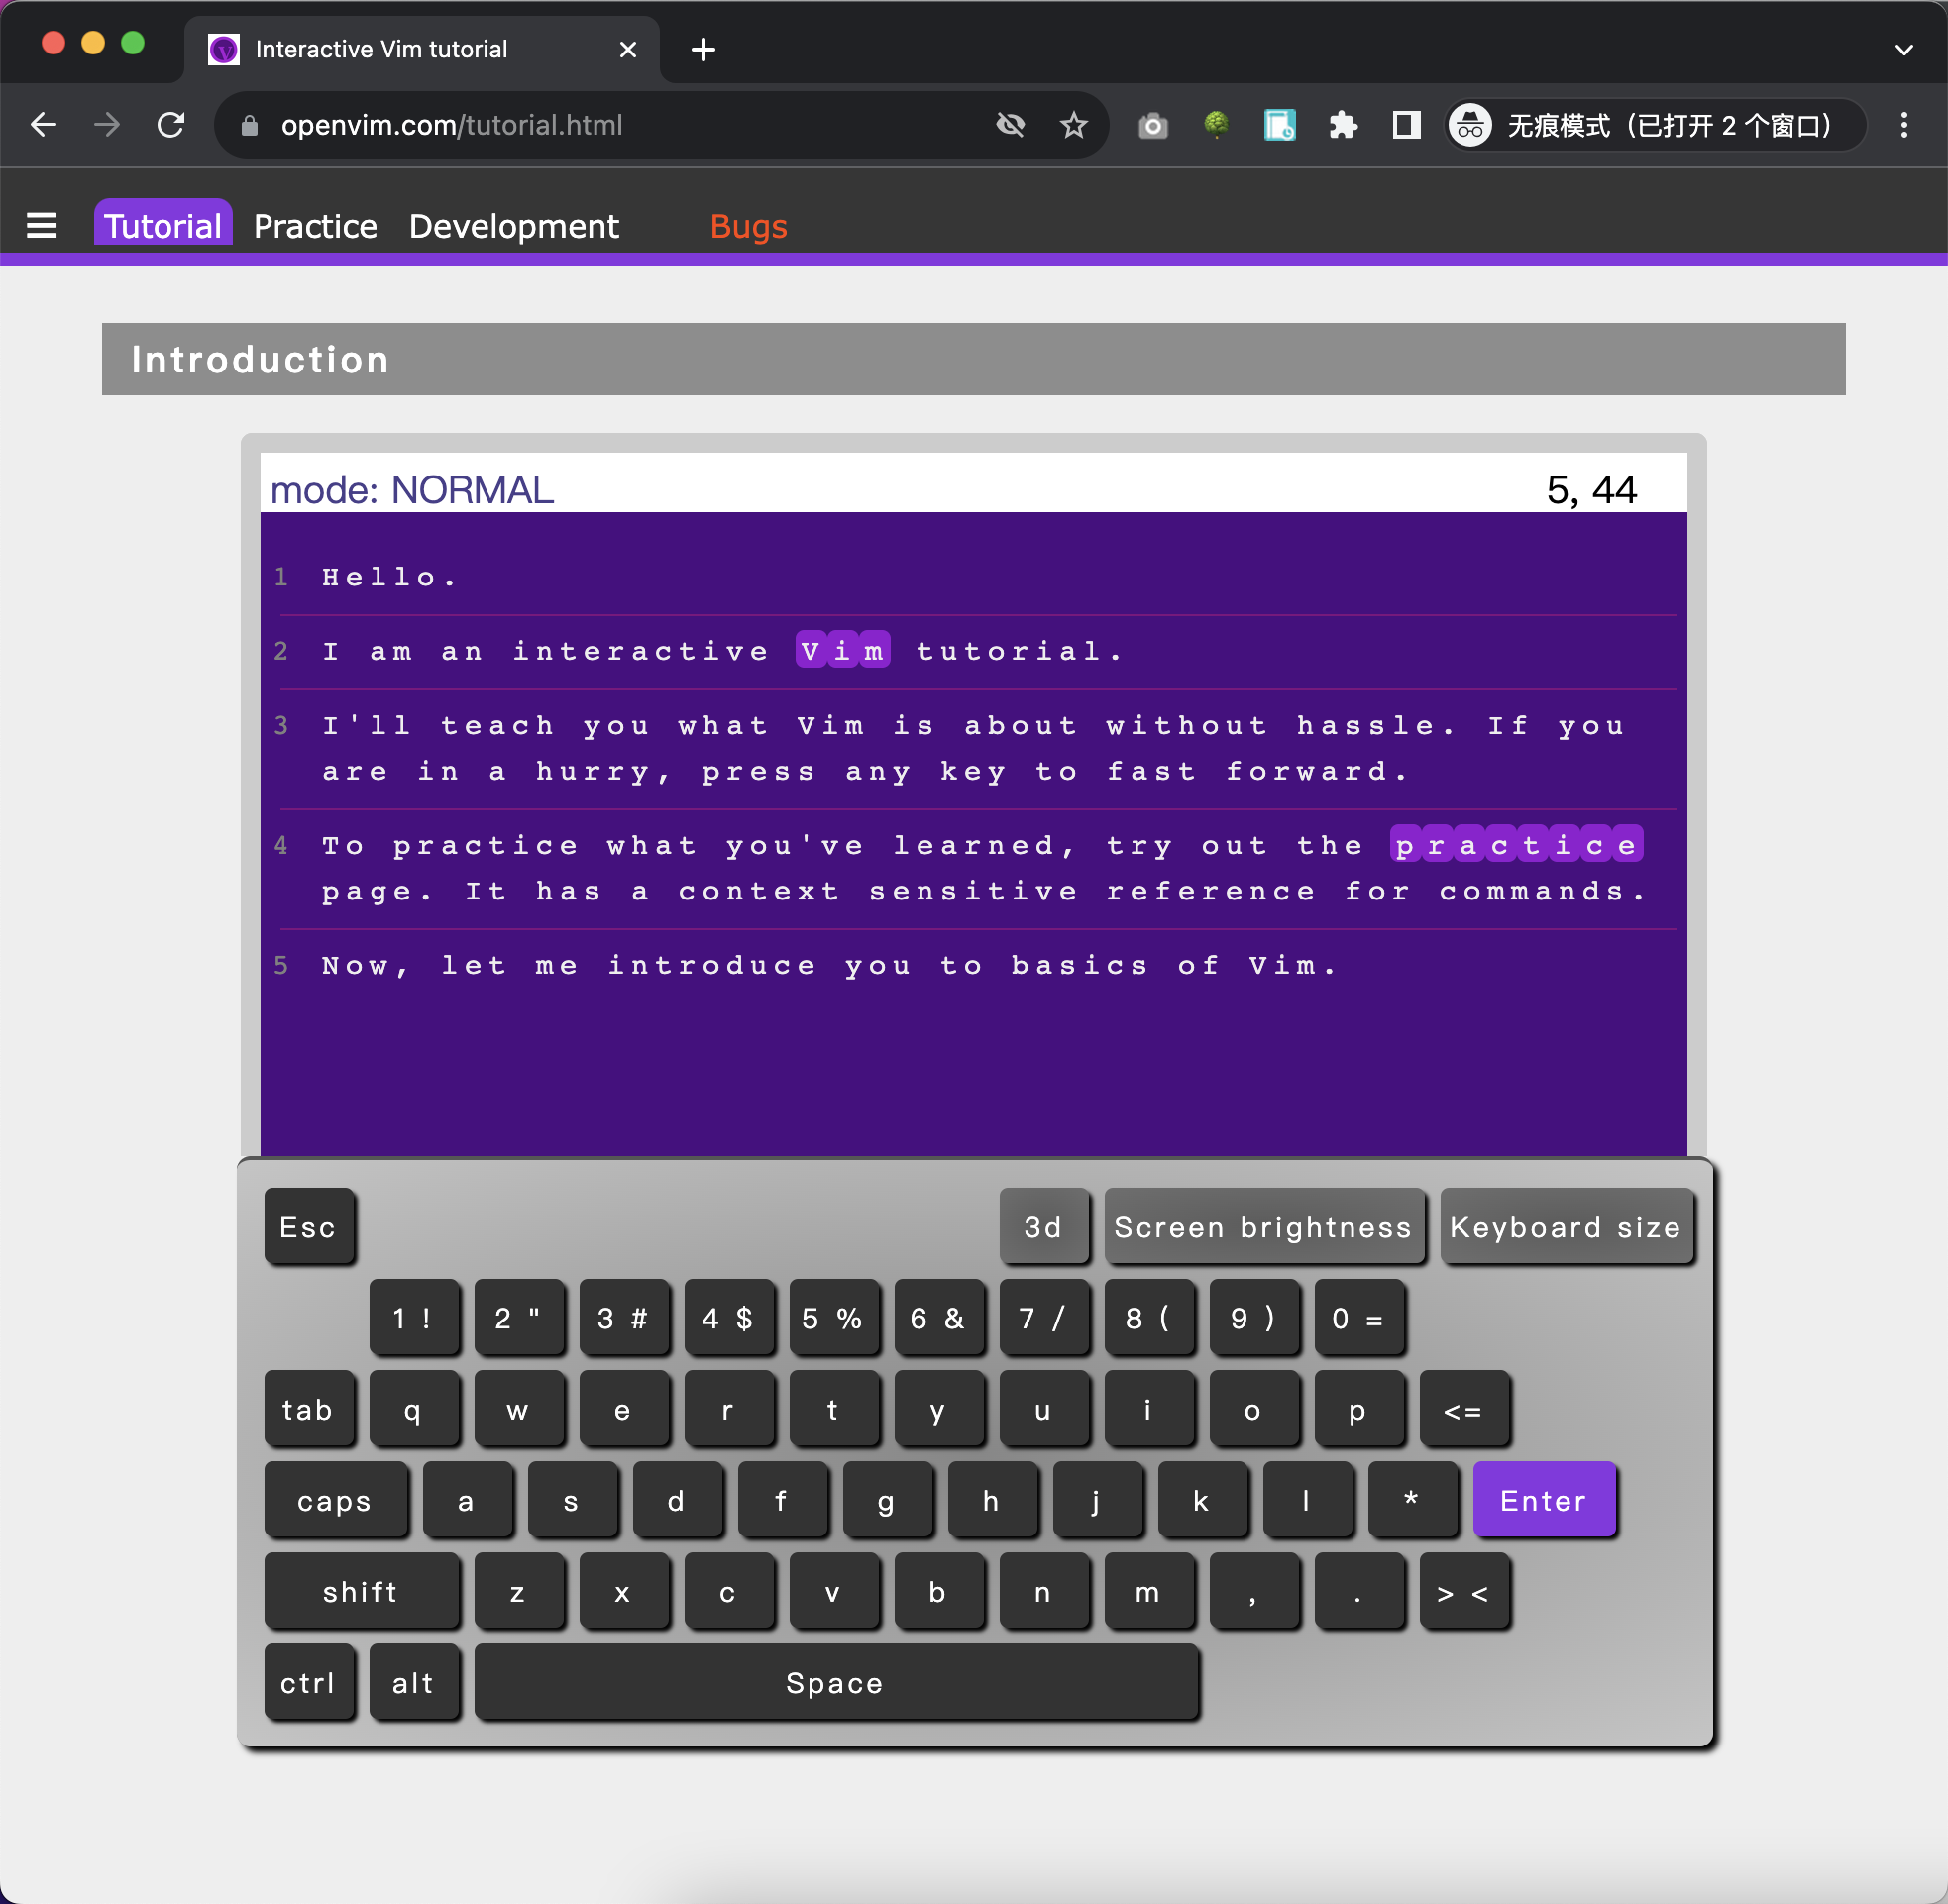 Interactive Vim tutorial
openvim.com/tutorial.html
无痕模式（已打开 2 个窗口）
Tutorial Practice Development Bugs
Introduction
mode: NORMAL 5, 44
1 Hello.
2 I am an interactive Vim tutorial.
3 I'll teach you what Vim is about without hassle. If you
are in a hurry, press any key to fast forward.
4 To practice what you've learned, try out the practice
page. It has a context sensitive reference for commands.
5 Now, let me introduce you to basics of Vim.
Esc 3d Screen brightness Keyboard size
1 ! 2 " 3 # 4 $ 5 % 6 & 7 / 8 ( 9 ) 0 =
tab q w e r t y u i o p <=
caps a s d f g h j k l * Enter
shift z x c v b n m , . > <
ctrl alt Space